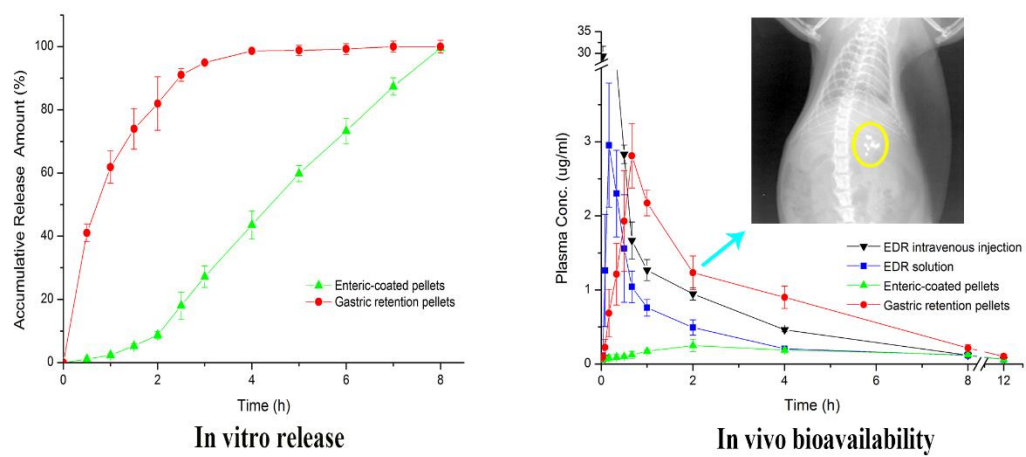 100
80
60
40
20
0
Accumulative Release Amount (%)
Enteric-coated pellets
Gastric retention pellets
0 2 4 6 8
Time (h)
In vitro release
35
30
3
2
1
0
Plasma Conc. (ug/ml)
EDR intravenous injection
EDR solution
Enteric-coated pellets
Gastric retention pellets
0 2 4 6 8 12
Time (h)
In vivo bioavailability